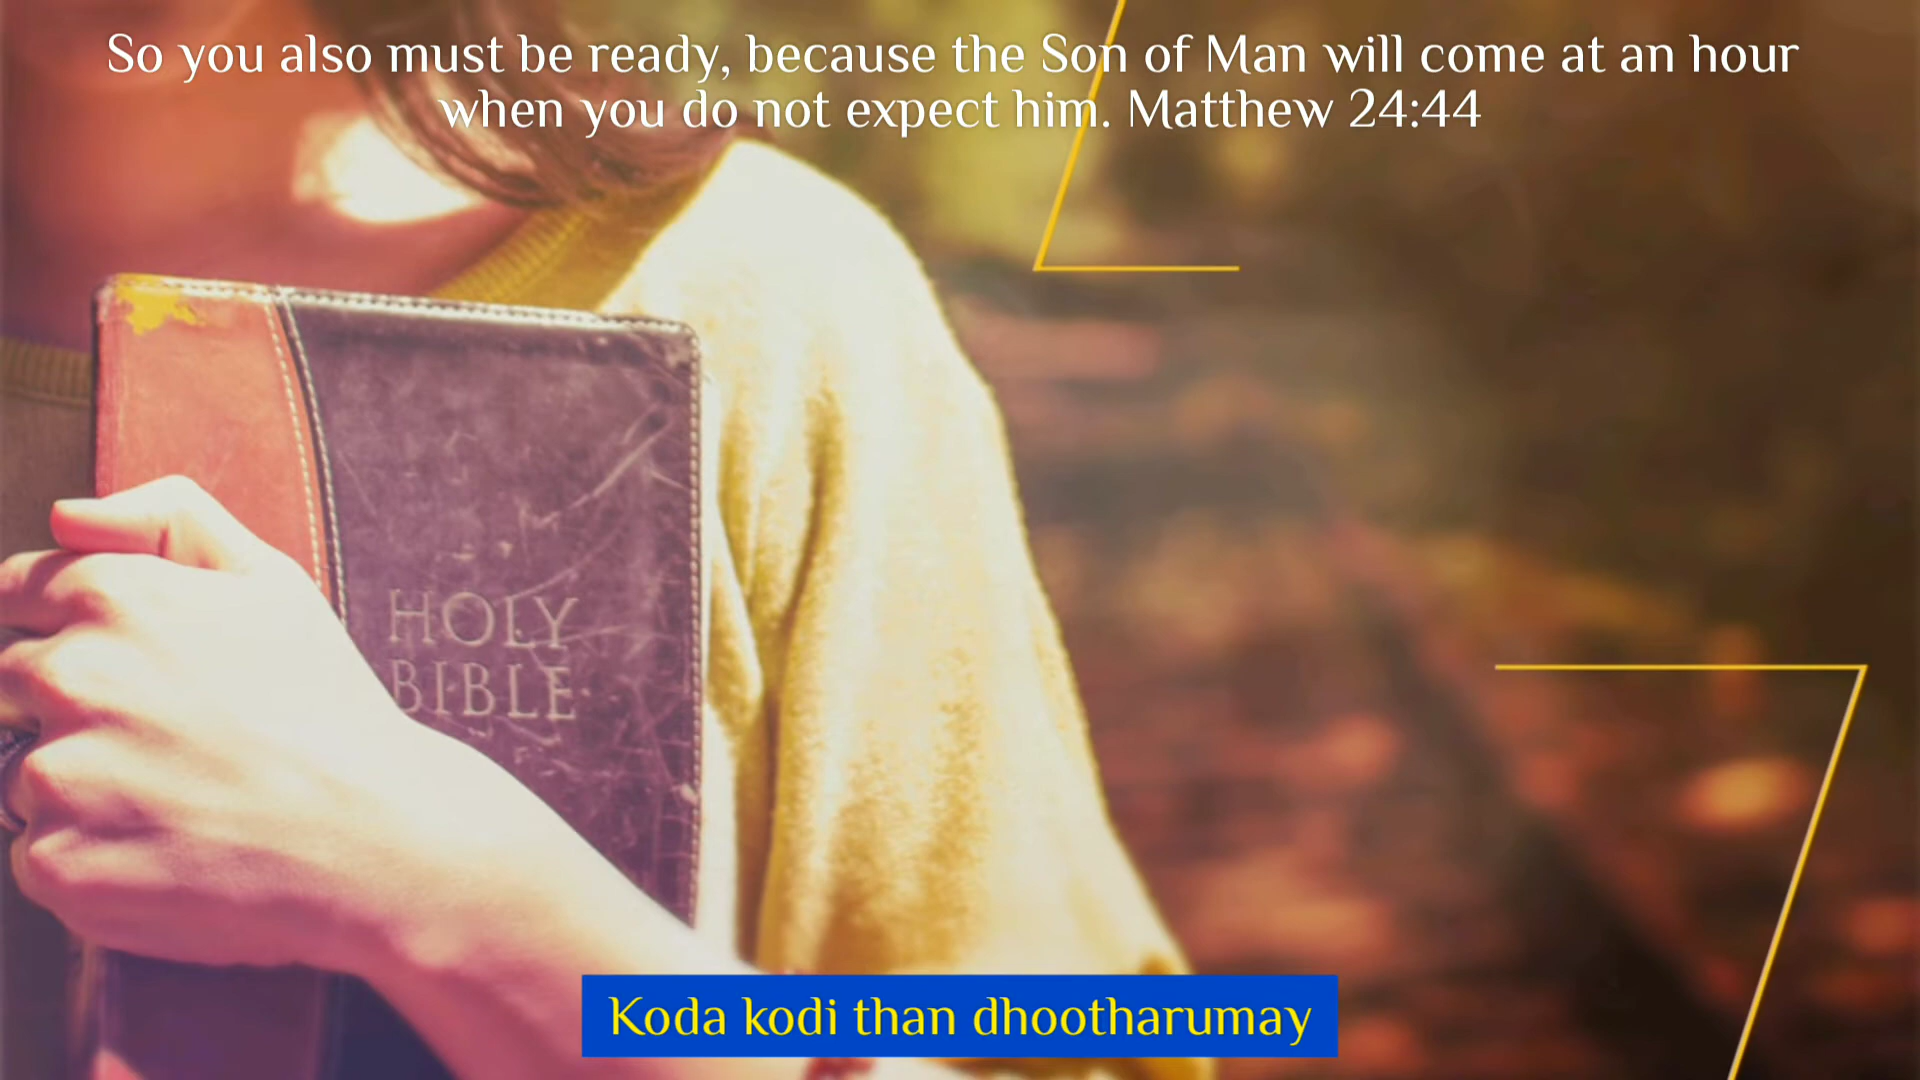 So you also must be ready, because the Son of Man will come at an hour
when you do not expect him. Matthew 24:44
HOLY
BIBLE
Koda kodi than dhootharumay